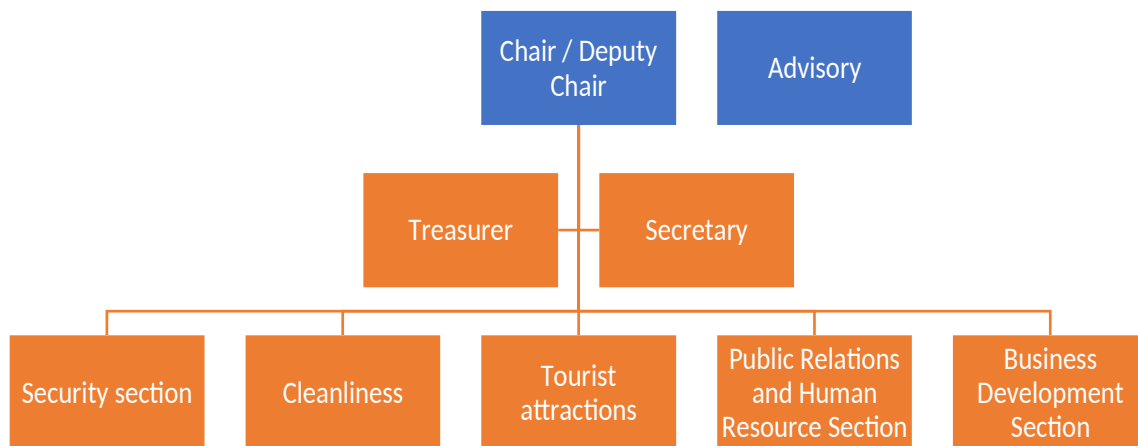 Chair / Deputy
Chair
Advisory
Treasurer
Secretary
Security section
Cleanliness
Tourist
attractions
Public Relations
and Human
Resource Section
Business
Development
Section